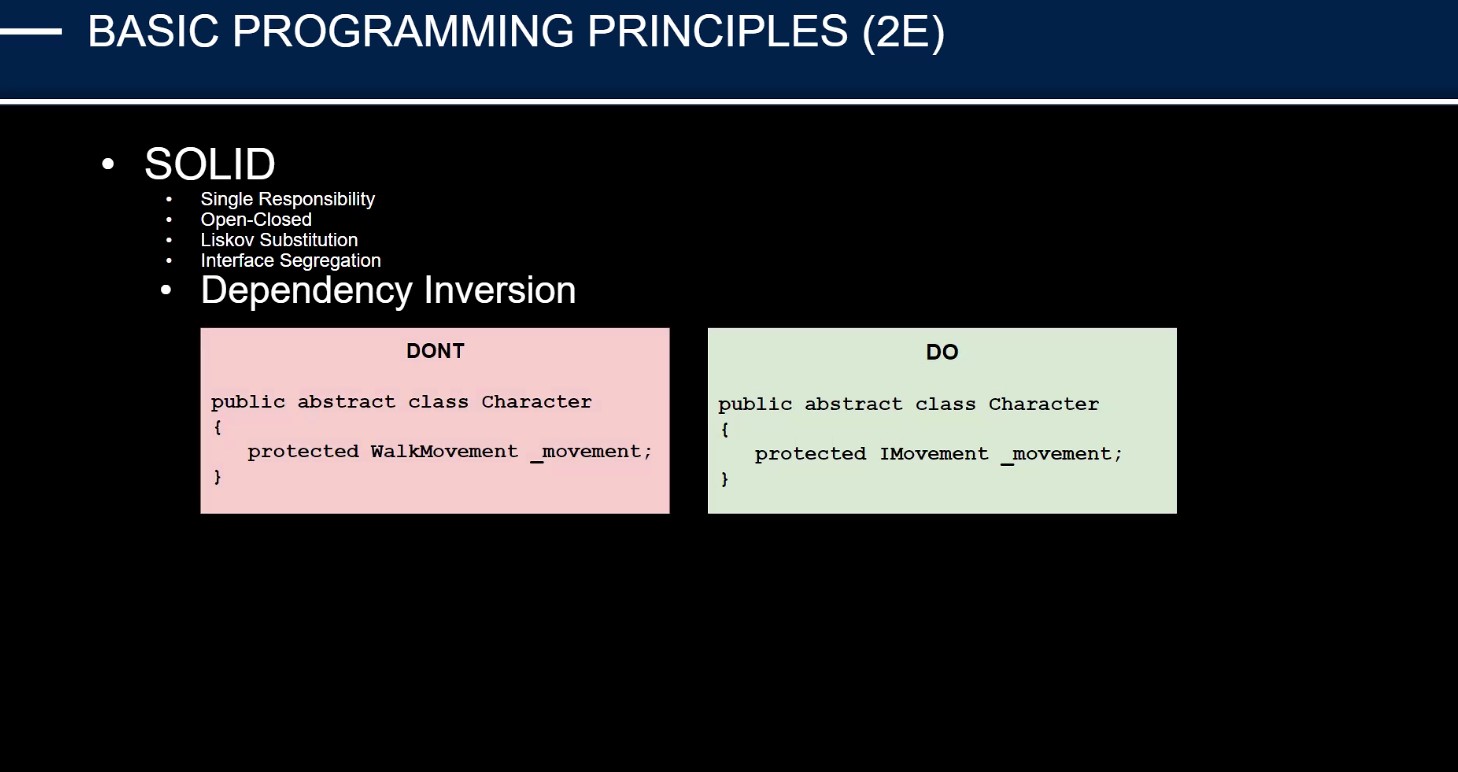 BASIC PROGRAMMING PRINCIPLES (2E)
• SOLID
• Single Responsibility
• Open-Closed
• Liskov Substitution
• Interface Segregation
• Dependency Inversion
DONT
public abstract class Character
{
protected WalkMovement _movement;
}
DO
public abstract class Character
{
protected IMovement _movement;
}